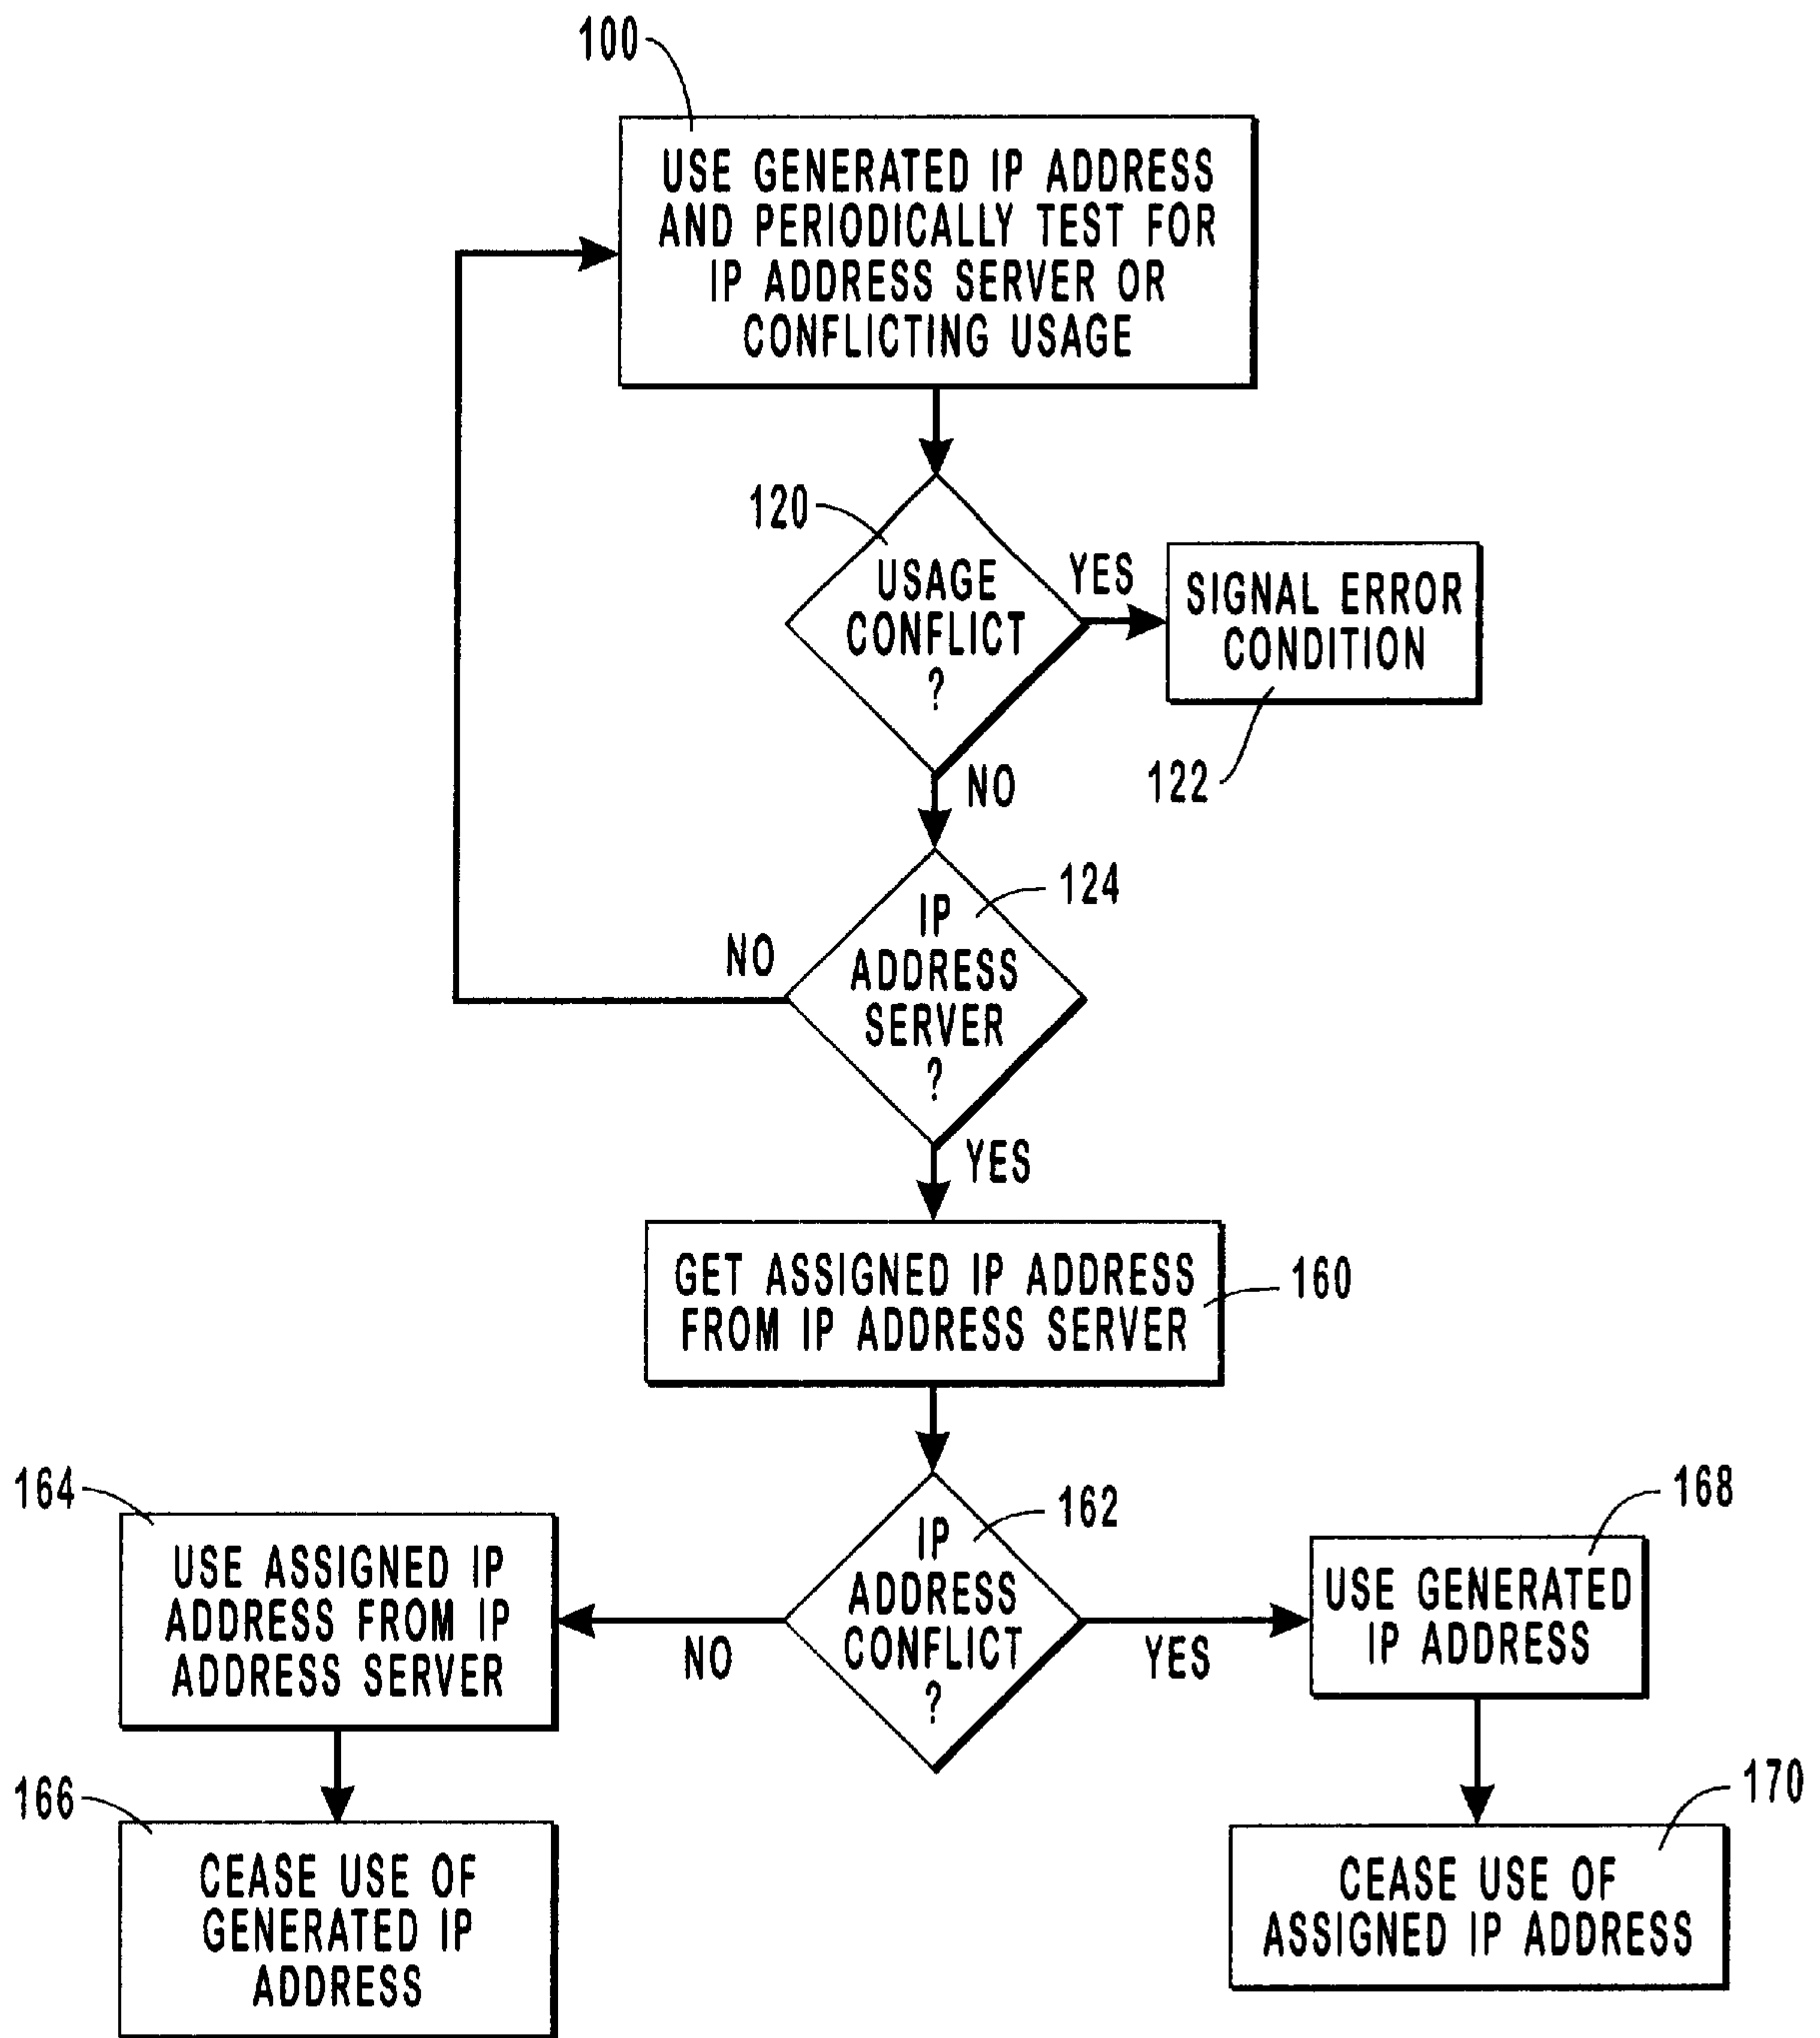 100
USE GENERATED IP ADDRESS
AND PERIODICALLY TEST FOR
IP ADDRESS SERVER OR
CONFLICTING USAGE
120
USAGE
CONFLICT
?
YES
SIGNAL ERROR
CONDITION
122
NO
124
IP
ADDRESS
SERVER
?
NO
YES
GET ASSIGNED IP ADDRESS
FROM IP ADDRESS SERVER
160
162
IP
ADDRESS
CONFLICT
?
NO
YES
164
USE ASSIGNED IP
ADDRESS FROM IP
ADDRESS SERVER
168
USE GENERATED
IP ADDRESS
166
CEASE USE OF
GENERATED IP
ADDRESS
170
CEASE USE OF
ASSIGNED IP ADDRESS